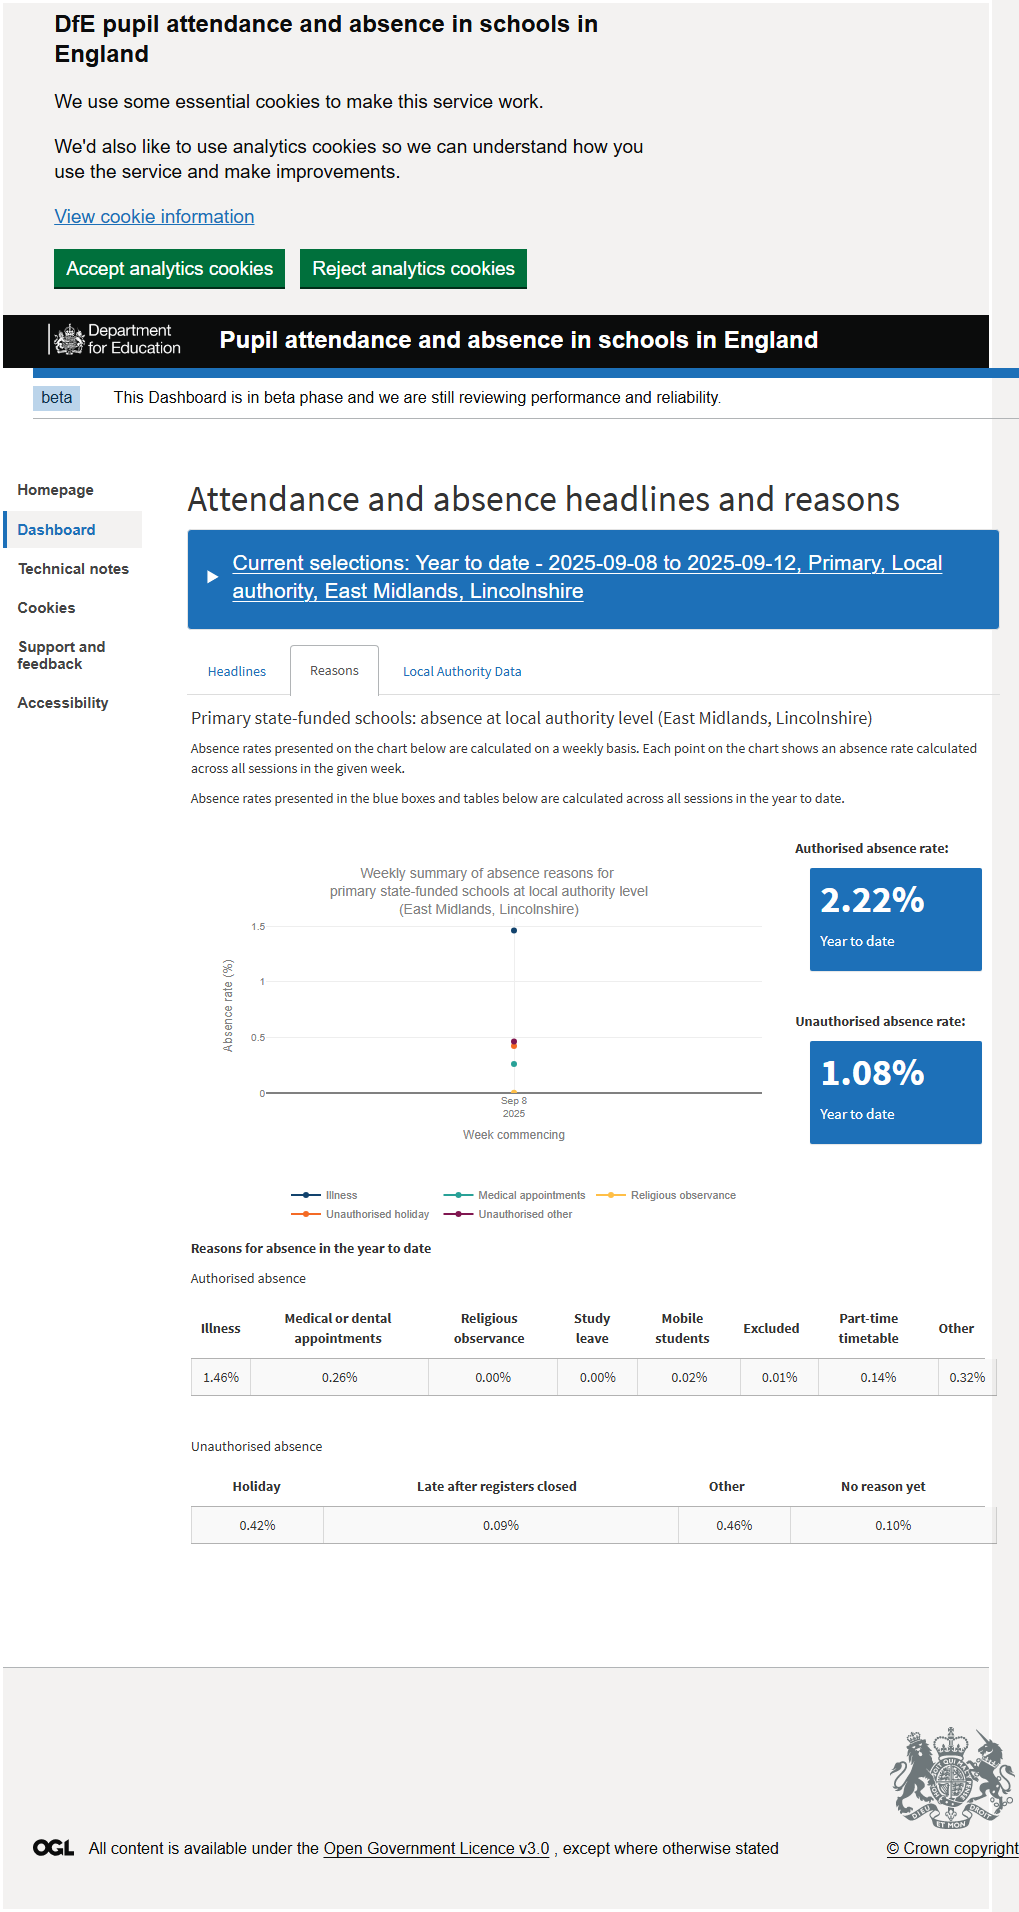 DfE pupil attendance and absence in schools in
England
We use some essential cookies to make this service work.
We'd also like to use analytics cookies so we can understand how you
use the service and make improvements.
View cookie information
Accept analytics cookies
Reject analytics cookies
Department
for Education
Pupil attendance and absence in schools in England
beta
This Dashboard is in beta phase and we are still reviewing performance and reliability.
Homepage
Dashboard
Technical notes
Cookies
Support and
feedback
Accessibility
Attendance and absence headlines and reasons
Current selections: Year to date - 2025-09-08 to 2025-09-12, Primary, Local
authority, East Midlands, Lincolnshire
Headlines
Reasons
Local Authority Data
Primary state-funded schools: absence at local authority level (East Midlands, Lincolnshire)
Absence rates presented on the chart below are calculated on a weekly basis. Each point on the chart shows an absence rate calculated
across all sessions in the given week.
Absence rates presented in the blue boxes and tables below are calculated across all sessions in the year to date.
Weekly summary of absence reasons for
primary state-funded schools at local authority level
(East Midlands, Lincolnshire)
1.5
1
0.5
0
Absence rate (%)
Sep 8
2025
Week commencing
Illness
Medical appointments
Religious observance
Unauthorised holiday
Unauthorised other
Authorised absence rate:
2.22%
Year to date
Unauthorised absence rate:
1.08%
Year to date
Reasons for absence in the year to date
Authorised absence
Illness Medical or dental appointments Religious observance Study leave Mobile students Excluded Part-time timetable Other
1.46% 0.26% 0.00% 0.00% 0.02% 0.01% 0.14% 0.32%
Unauthorised absence
Holiday Late after registers closed Other No reason yet
0.42% 0.09% 0.46% 0.10%
DIEU ET MON DROIT
OGL All content is available under the Open Government Licence v3.0 , except where otherwise stated
© Crown copyright